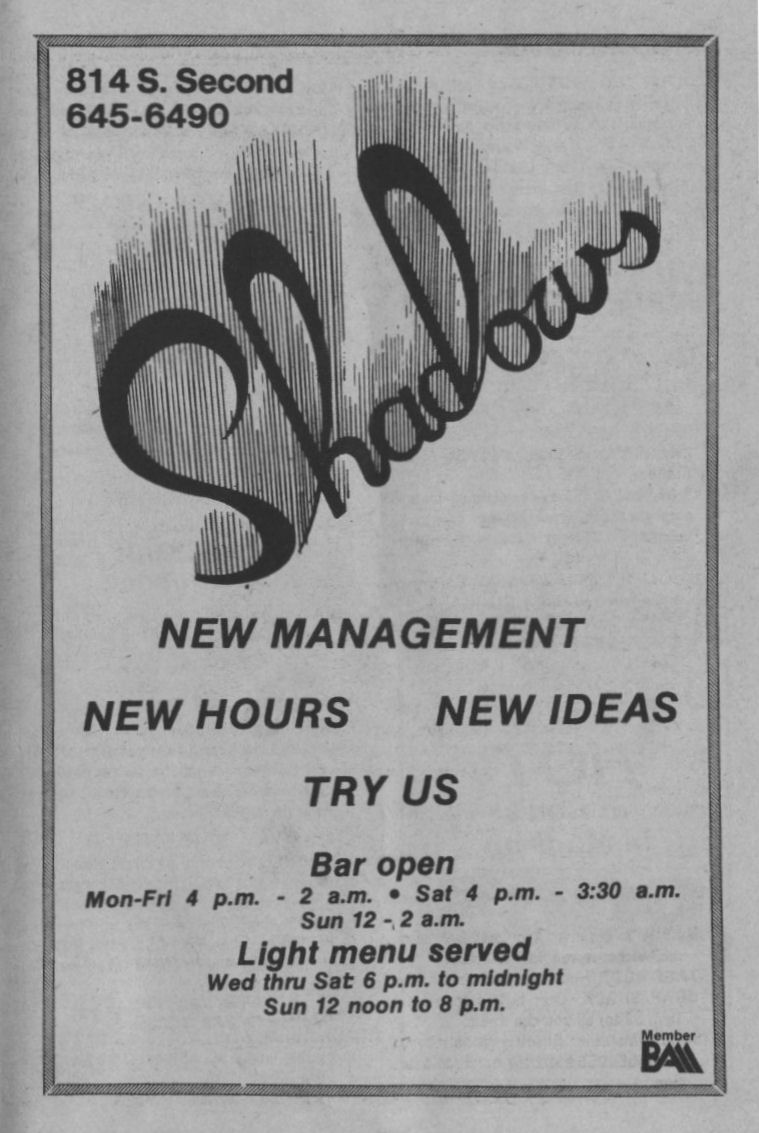 814 S. Second
645-6490
Shadows
NEW MANAGEMENT
NEW HOURS NEW IDEAS
TRY US
Bar open
Mon-Fri 4 p.m. - 2 a.m. • Sat 4 p.m. - 3:30 a.m.
Sun 12 - 2 a.m.
Light menu served
Wed thru Sat 6 p.m. to midnight
Sun 12 noon to 8 p.m.
Member